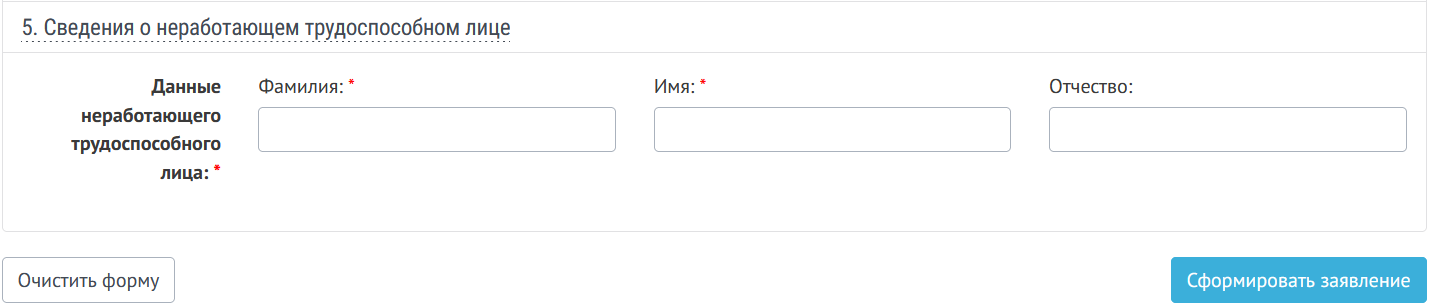 5. Сведения о неработающем трудоспособном лице
Данные
неработающего
трудоспособного
лица: *
Фамилия: *
Имя: *
Отчество:
Очистить форму
Сформировать заявление